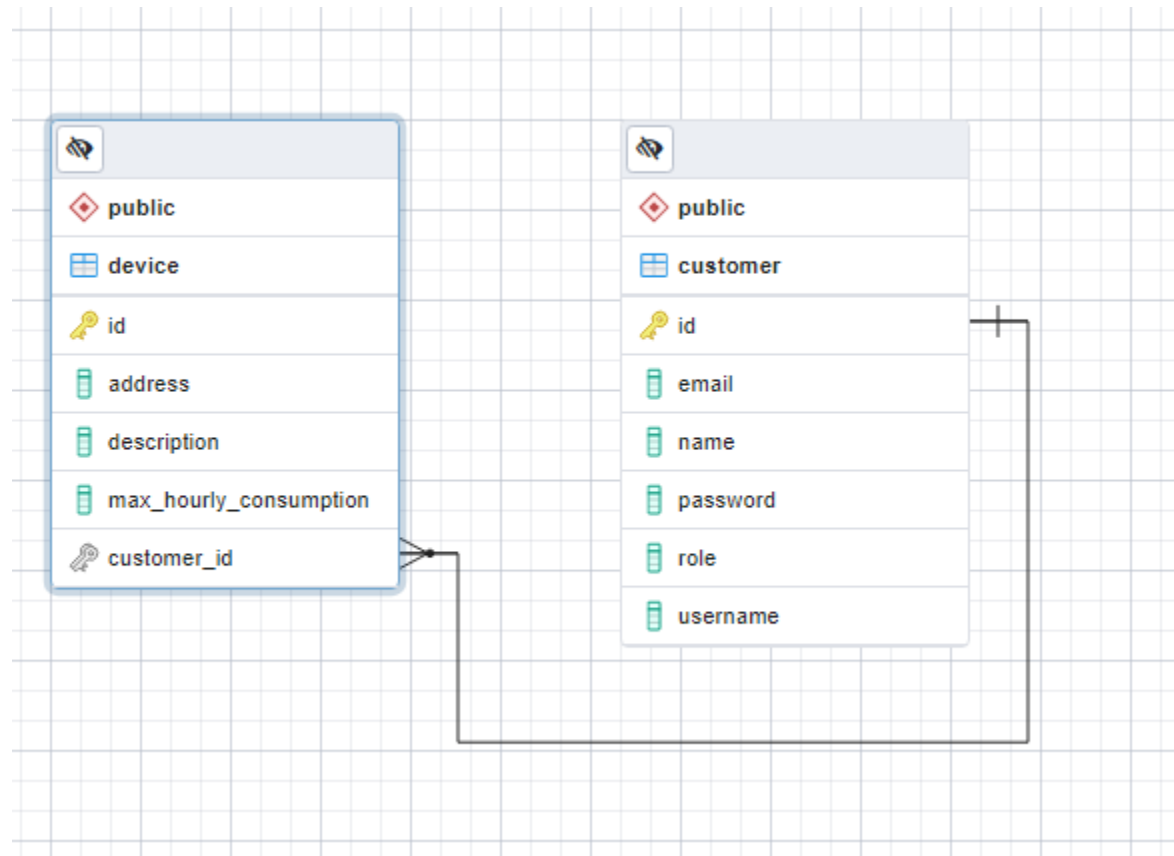 public
device
id
address
description
max_hourly_consumption
customer_id
public
customer
id
email
name
password
role
username